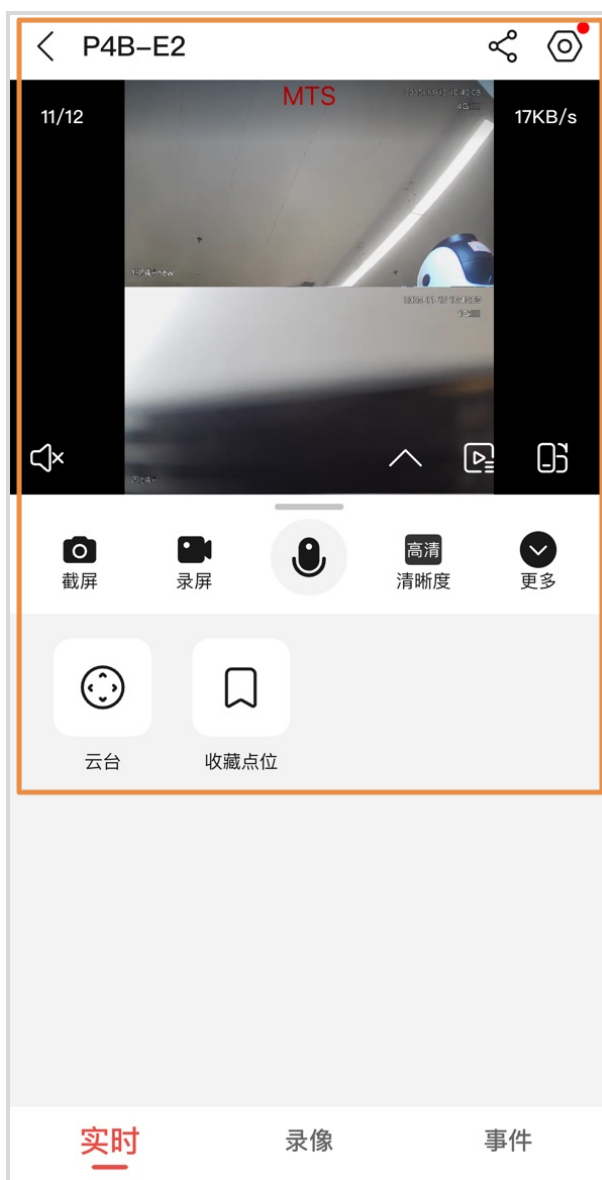 P4B-E2
11/12
MTS
17KB/s
截屏
录屏
高清
清晰度
更多
云台
收藏点位
实时
录像
事件